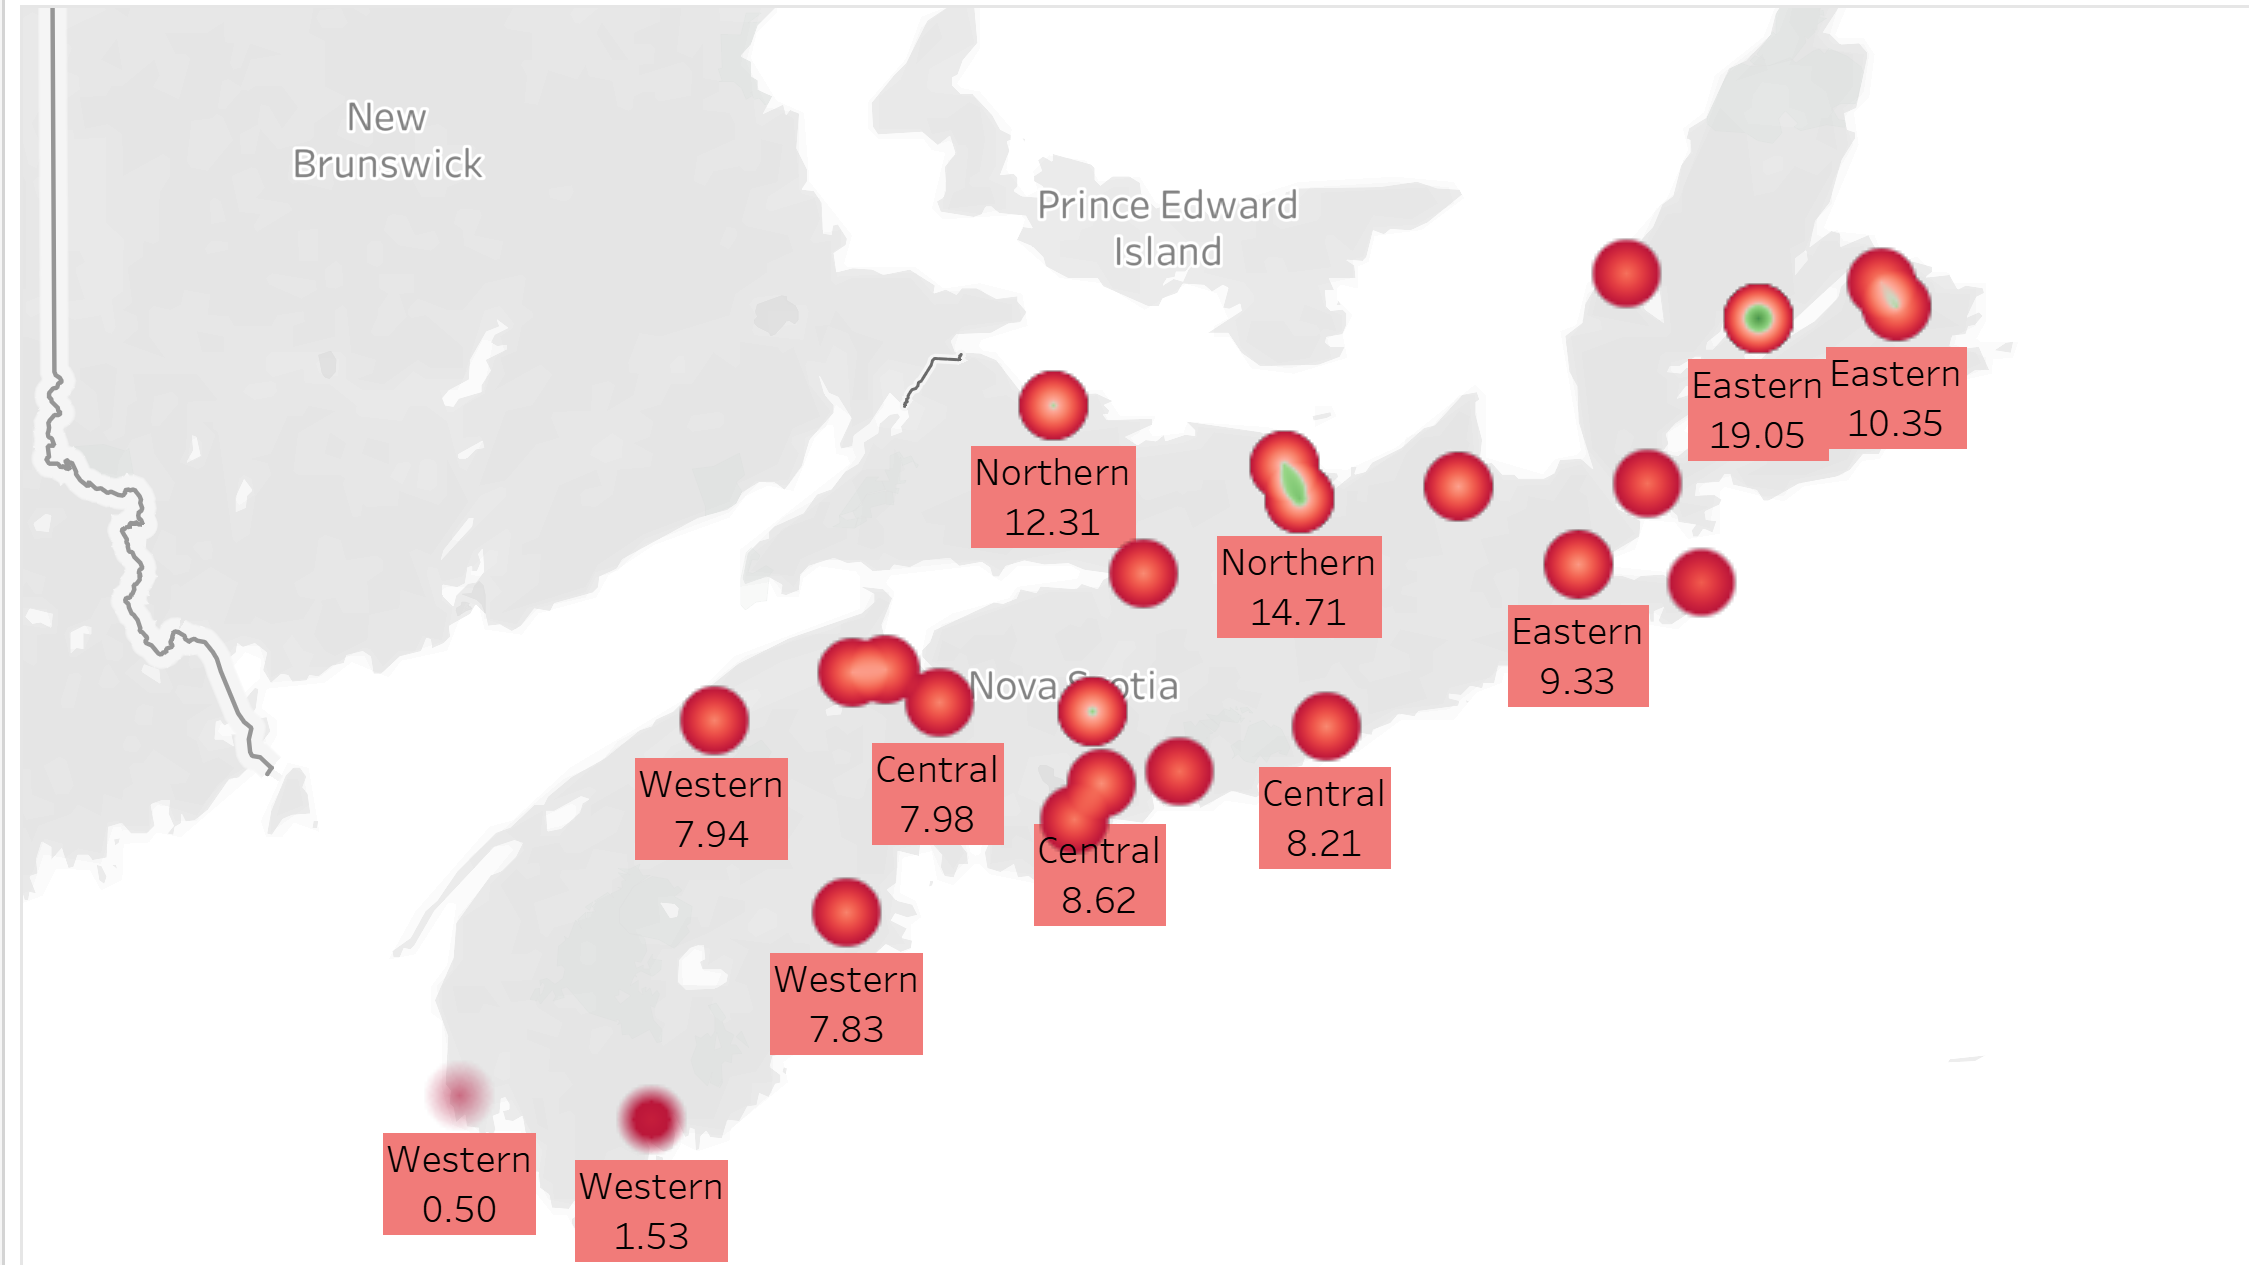 New
Brunswick
Prince Edward
Island
Eastern
19.05
Eastern
10.35
Northern
12.31
Northern
14.71
Eastern
9.33
Nova Scotia
Western
7.94
Central
7.98
Central
8.62
Central
8.21
Western
7.83
Western
0.50
Western
1.53